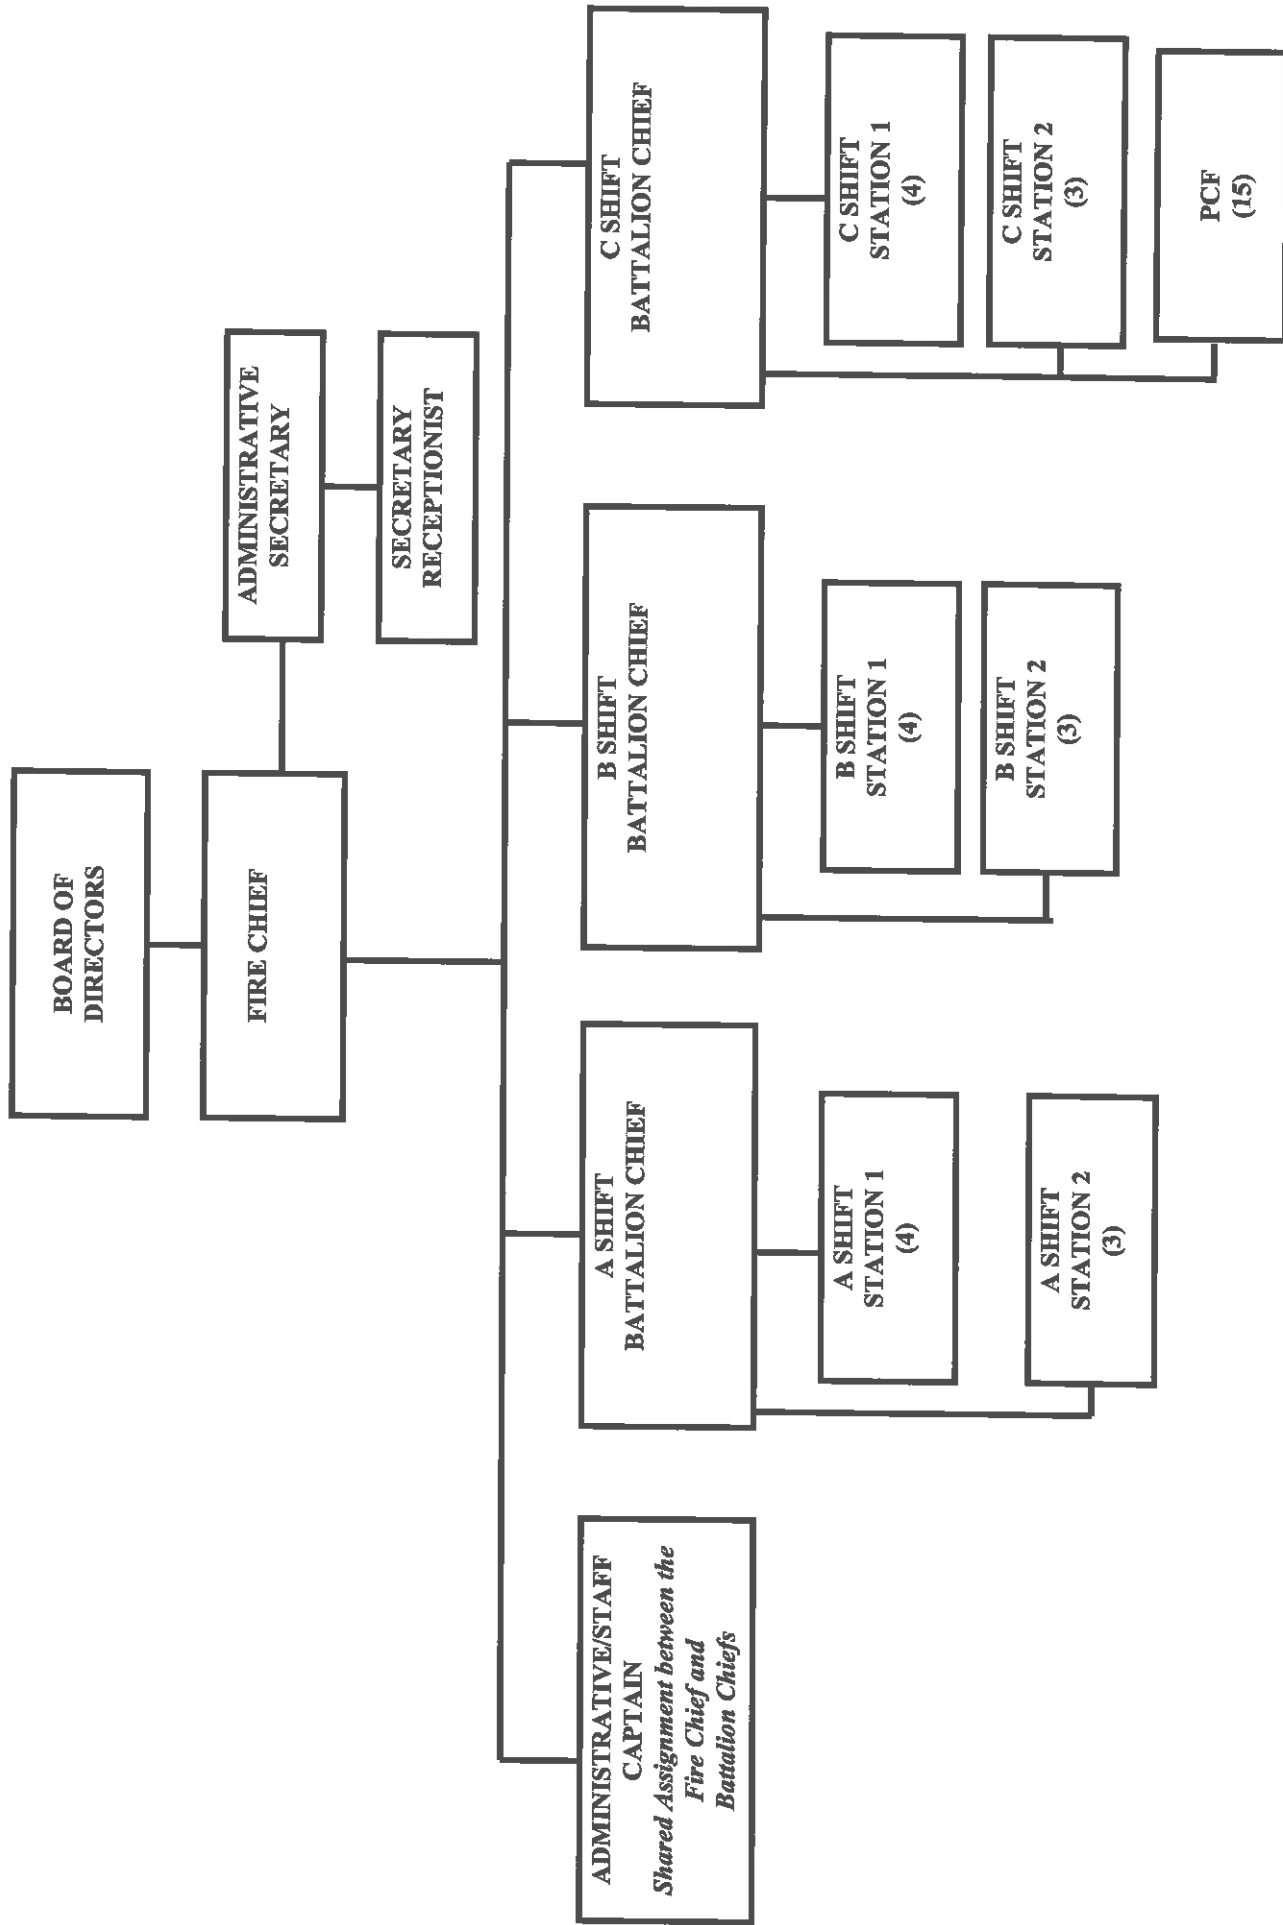 BOARD OF
DIRECTORS
FIRE CHIEF
ADMINISTRATIVE
SECRETARY
SECRETARY
RECEPTIONIST
ADMINISTRATIVE/STAFF
CAPTAIN
Shared Assignment between the
Fire Chief and
Battalion Chiefs
A SHIFT
BATTALION CHIEF
A SHIFT
STATION 1
(4)
A SHIFT
STATION 2
(3)
B SHIFT
BATTALION CHIEF
B SHIFT
STATION 1
(4)
B SHIFT
STATION 2
(3)
C SHIFT
BATTALION CHIEF
C SHIFT
STATION 1
(4)
C SHIFT
STATION 2
(3)
PCF
(15)